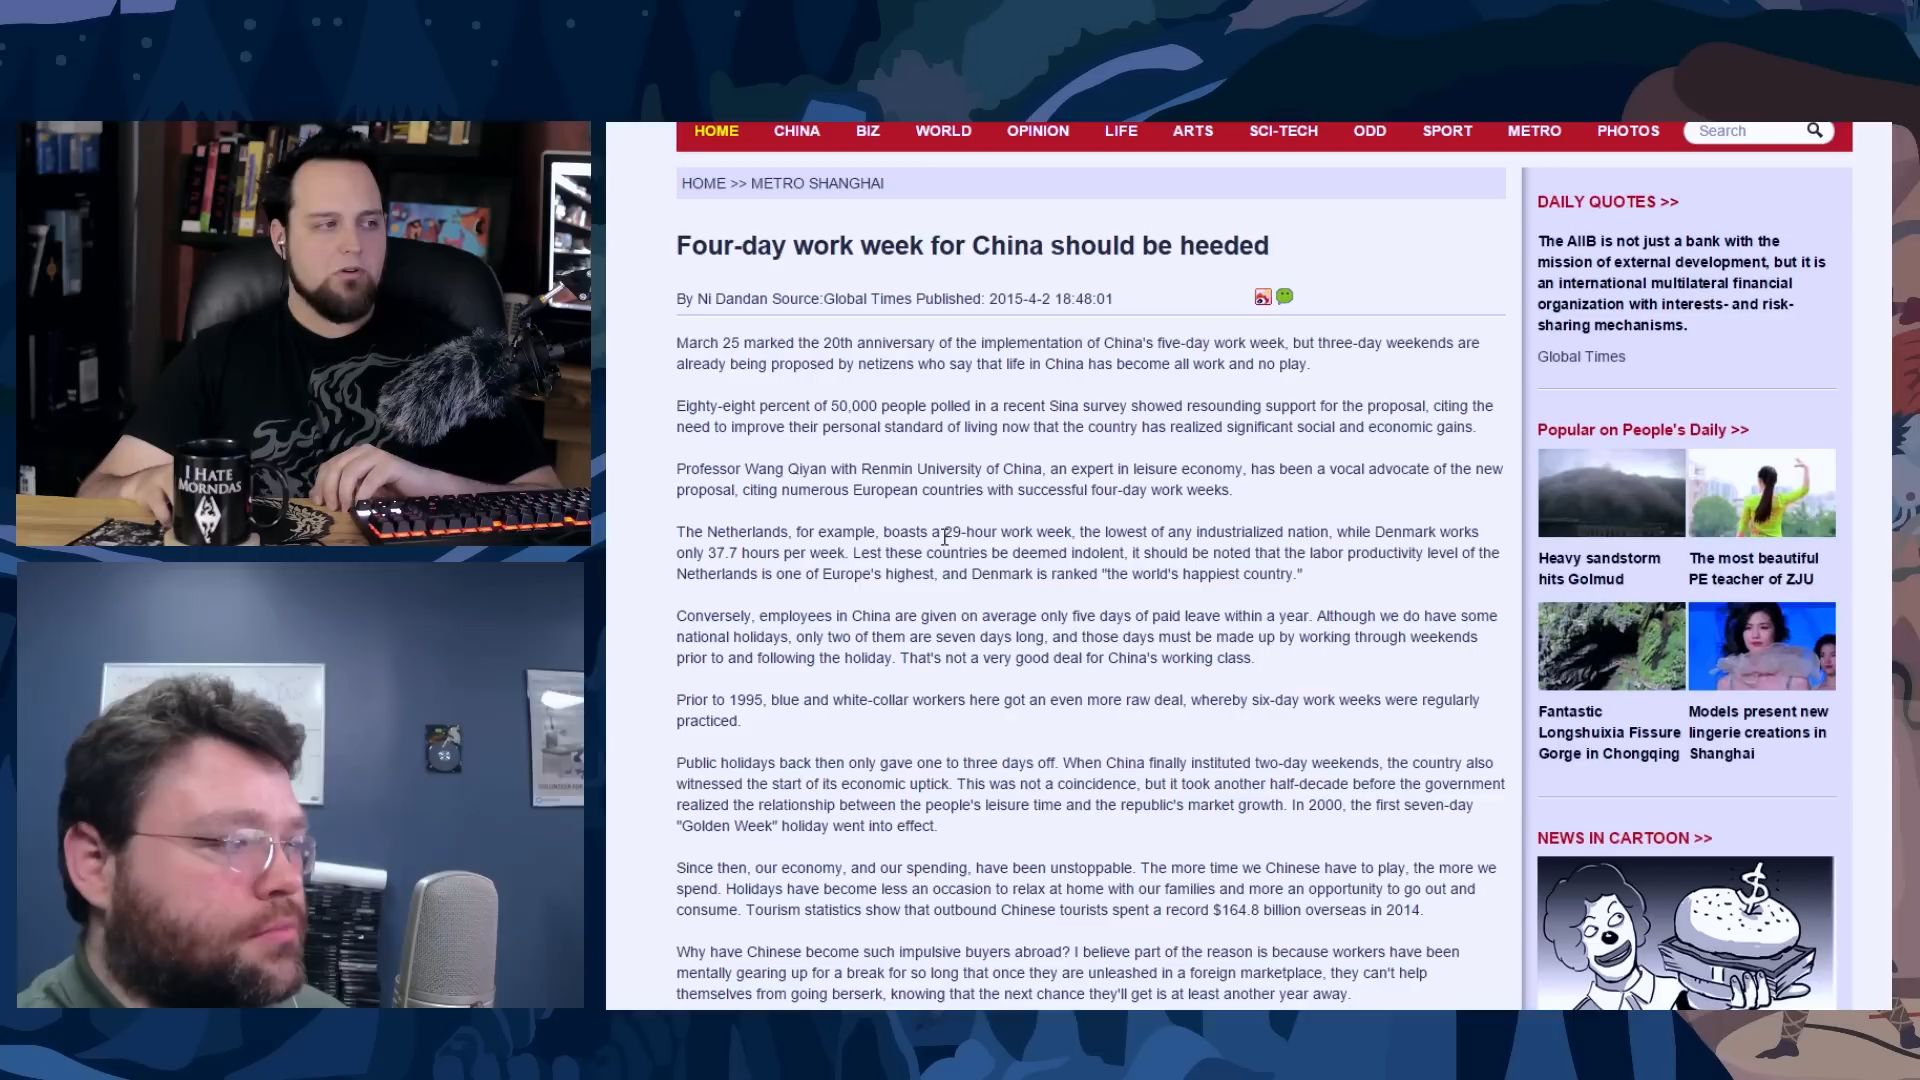 I HATE
MORNDAS
HOME CHINA BIZ WORLD OPINION LIFE ARTS SCI-TECH ODD SPORT METRO PHOTOS Search
HOME >> METRO SHANGHAI
Four-day work week for China should be heeded
By Ni Dandan Source:Global Times Published: 2015-4-2 18:48:01
March 25 marked the 20th anniversary of the implementation of China's five-day work week, but three-day weekends are
already being proposed by netizens who say that life in China has become all work and no play.
Eighty-eight percent of 50,000 people polled in a recent Sina survey showed resounding support for the proposal, citing the
need to improve their personal standard of living now that the country has realized significant social and economic gains.
Professor Wang Qiyan with Renmin University of China, an expert in leisure economy, has been a vocal advocate of the new
proposal, citing numerous European countries with successful four-day work weeks.
The Netherlands, for example, boasts a 29-hour work week, the lowest of any industrialized nation, while Denmark works
only 37.7 hours per week. Lest these countries be deemed indolent, it should be noted that the labor productivity level of the
Netherlands is one of Europe's highest, and Denmark is ranked "the world's happiest country."
Conversely, employees in China are given on average only five days of paid leave within a year. Although we do have some
national holidays, only two of them are seven days long, and those days must be made up by working through weekends
prior to and following the holiday. That's not a very good deal for China's working class.
Prior to 1995, blue and white-collar workers here got an even more raw deal, whereby six-day work weeks were regularly
practiced.
Public holidays back then only gave one to three days off. When China finally instituted two-day weekends, the country also
witnessed the start of its economic uptick. This was not a coincidence, but it took another half-decade before the government
realized the relationship between the people's leisure time and the republic's market growth. In 2000, the first seven-day
"Golden Week" holiday went into effect.
Since then, our economy, and our spending, have been unstoppable. The more time we Chinese have to play, the more we
spend. Holidays have become less an occasion to relax at home with our families and more an opportunity to go out and
consume. Tourism statistics show that outbound Chinese tourists spent a record $164.8 billion overseas in 2014.
Why have Chinese become such impulsive buyers abroad? I believe part of the reason is because workers have been
mentally gearing up for a break for so long that once they are unleashed in a foreign marketplace, they can't help
themselves from going berserk, knowing that the next chance they'll get is at least another year away.
DAILY QUOTES >>
The AIIB is not just a bank with the
mission of external development, but it is
an international multilateral financial
organization with interests- and risk-
sharing mechanisms.
Global Times
Popular on People's Daily >>
Heavy sandstorm
hits Golmud
The most beautiful
PE teacher of ZJU
Fantastic
Longshuixia Fissure
Gorge in Chongqing
Models present new
lingerie creations in
Shanghai
NEWS IN CARTOON >>
$